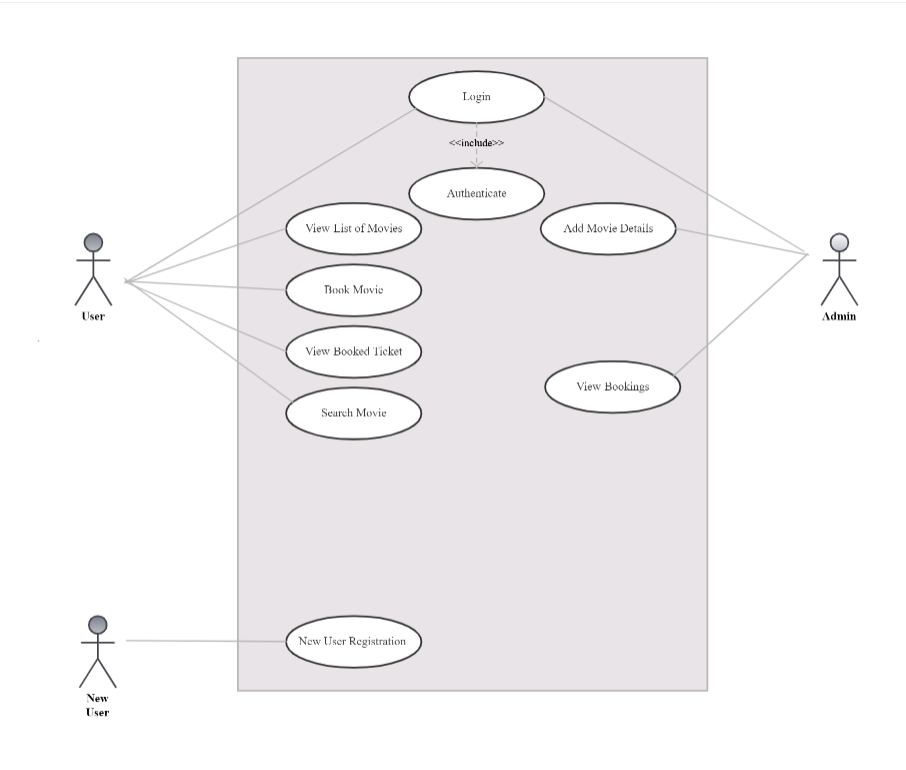 Login
<<include>>
Authenticate
View List of Movies
Add Movie Details
Book Movie
User
Admin
View Booked Ticket
View Bookings
Search Movie
New User Registration
New
User